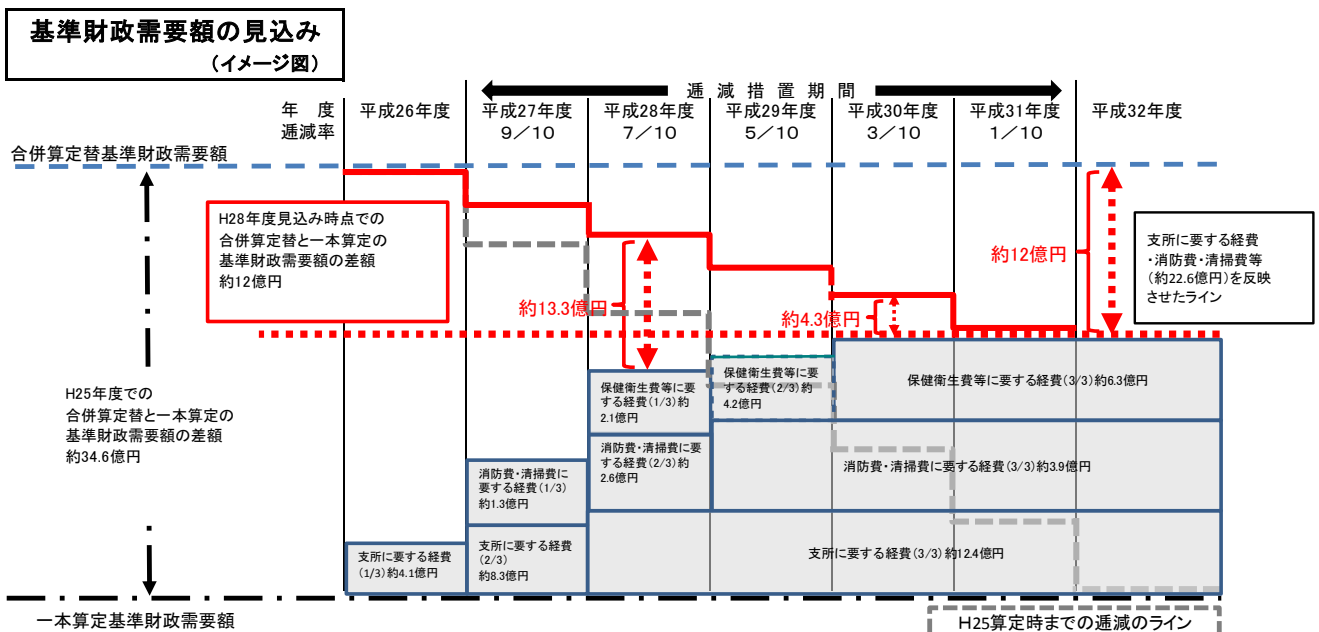 基準財政需要額の見込み
(イメージ図)
逓減措置期間
年度 平成26年度 平成27年度 平成28年度 平成29年度 平成30年度 平成31年度 平成32年度
逓減率 9/10 7/10 5/10 3/10 1/10
合併算定替基準財政需要額
H28年度見込み時点での
合併算定替と一本算定の
基準財政需要額の差額
約12億円
約13.3億円
約4.3億円
約12億円
支所に要する経費
・消防費・清掃費等
(約22.6億円)を反映
させたライン
H25年度での
合併算定替と一本算定の
基準財政需要額の差額
約34.6億円
保健衛生費等に要
する経費(1/3)約
2.1億円
保健衛生費等に要
する経費(2/3)約
4.2億円
保健衛生費等に要する経費(3/3)約6.3億円
消防費・清掃費に
要する経費(1/3)
約1.3億円
消防費・清掃費に要
する経費(2/3)約
2.6億円
消防費・清掃費に要する経費(3/3)約3.9億円
支所に要する経費
(1/3)約4.1億円
支所に要する経費
(2/3)
約8.3億円
支所に要する経費(3/3)約12.4億円
一本算定基準財政需要額
H25算定時までの逓減のライン